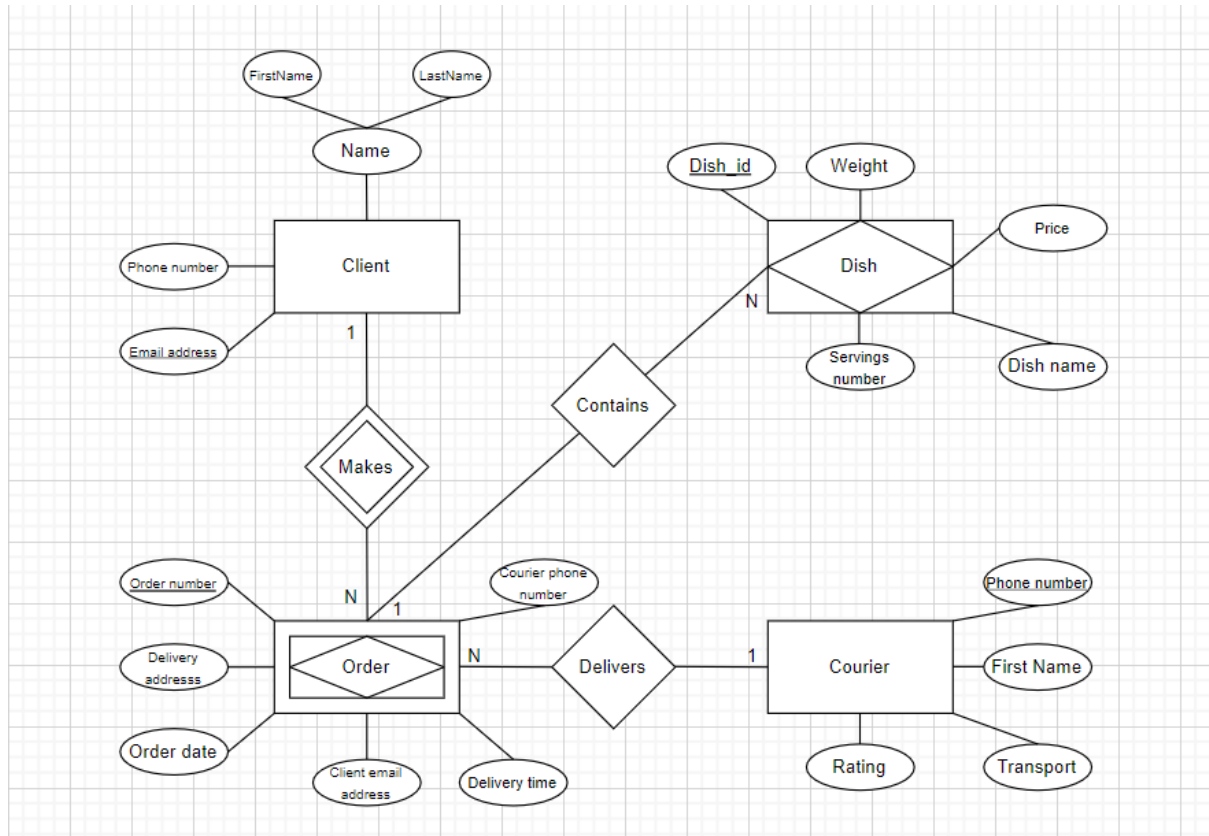 FirstName
LastName
Name
Dish_id
Weight
Price
Phone number
Client
Dish
N
1
Email address
Servings
number
Dish name
Contains
Makes
Order number
Courier phone
number
Phone number
N
1
Delivery
addresss
Order
N
Delivers
1
Courier
First Name
Order date
Client email
address
Delivery time
Rating
Transport